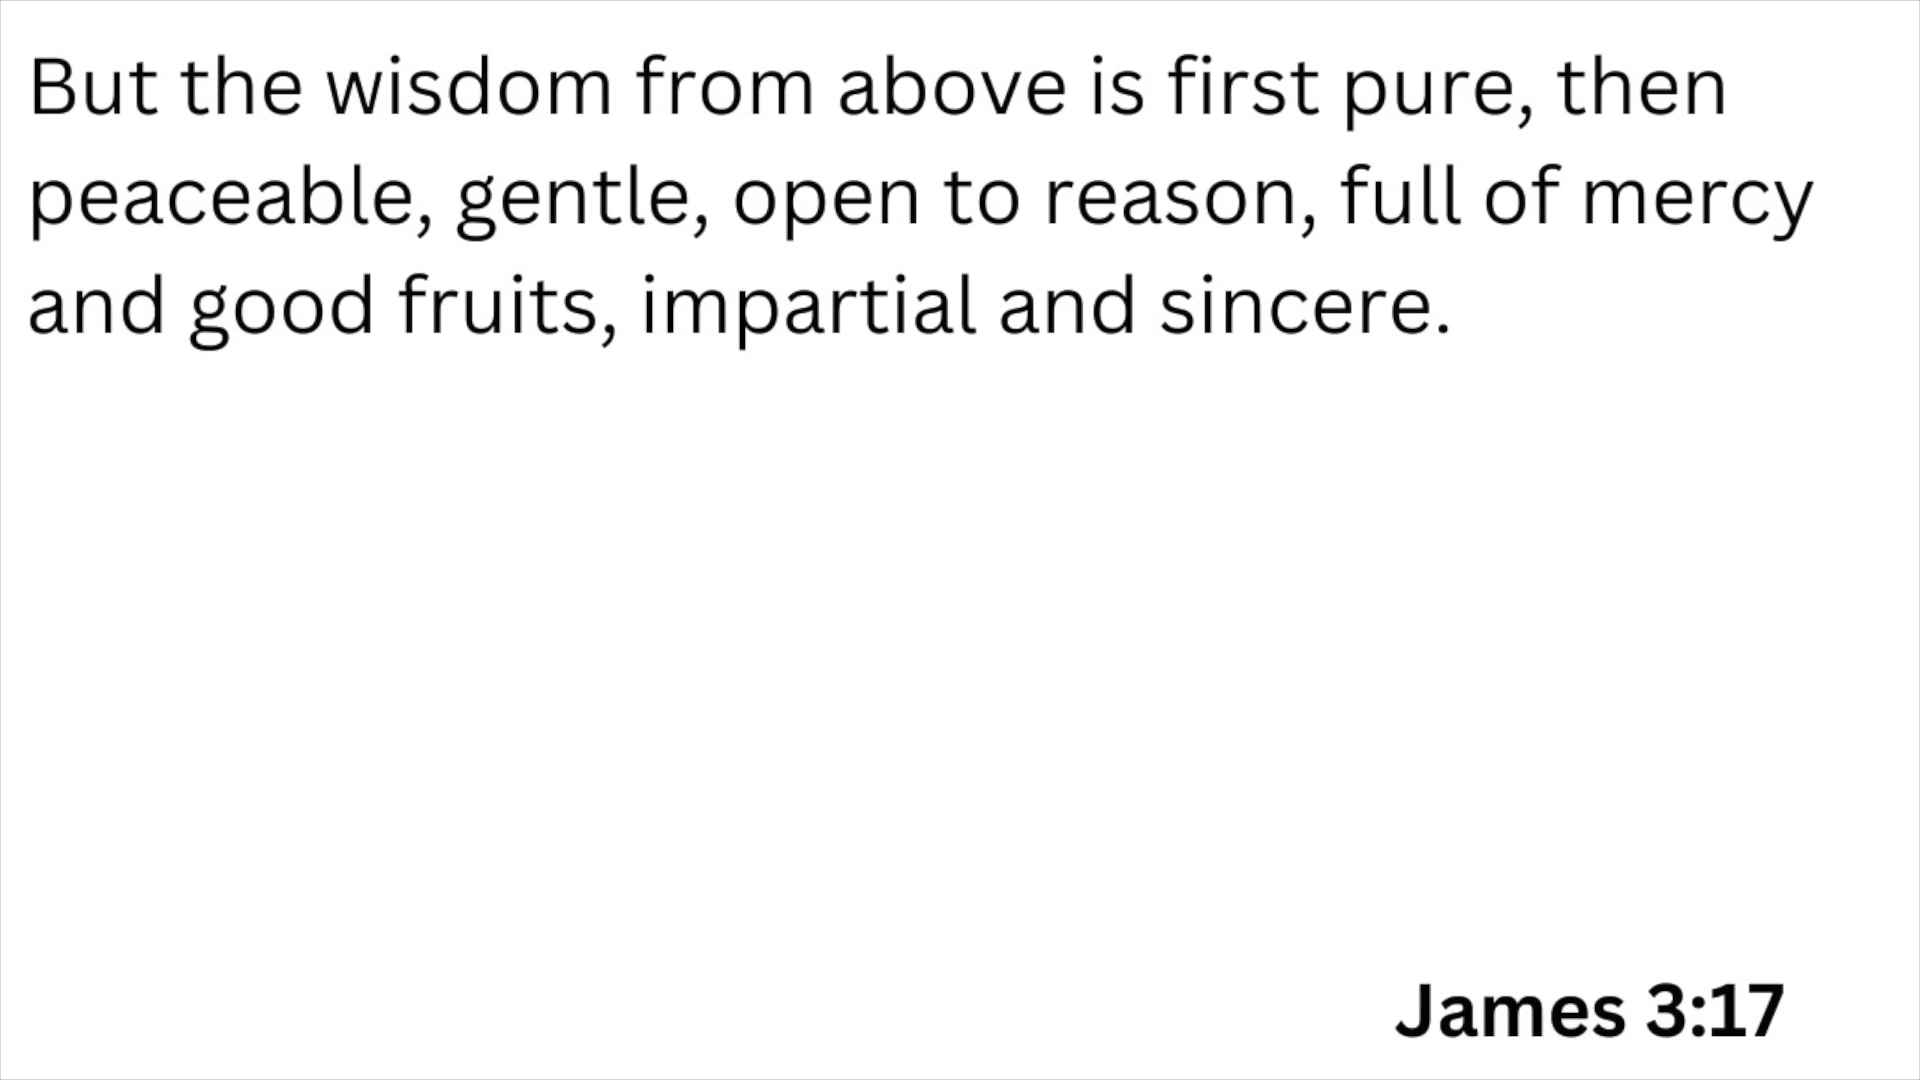 But the wisdom from above is first pure, then
peaceable, gentle, open to reason, full of mercy
and good fruits, impartial and sincere.
James 3:17